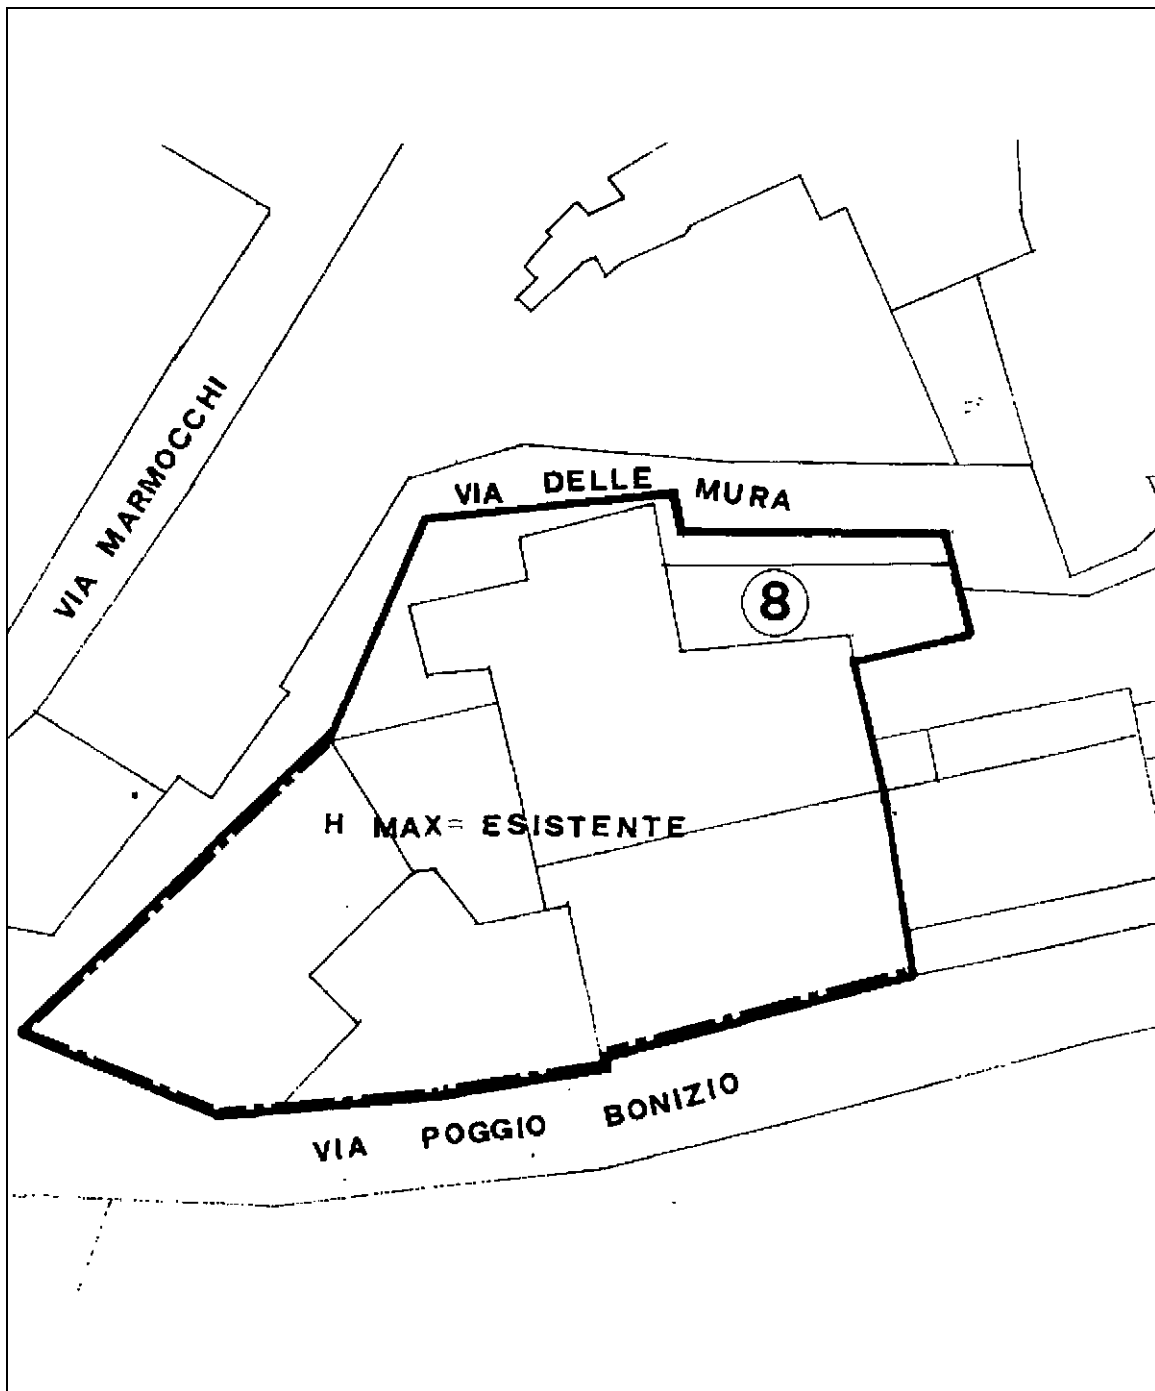 VIA MARMOCCHI
VIA DELLE MURA
8
H MAX= ESISTENTE
VIA POGGIO BONIZIO